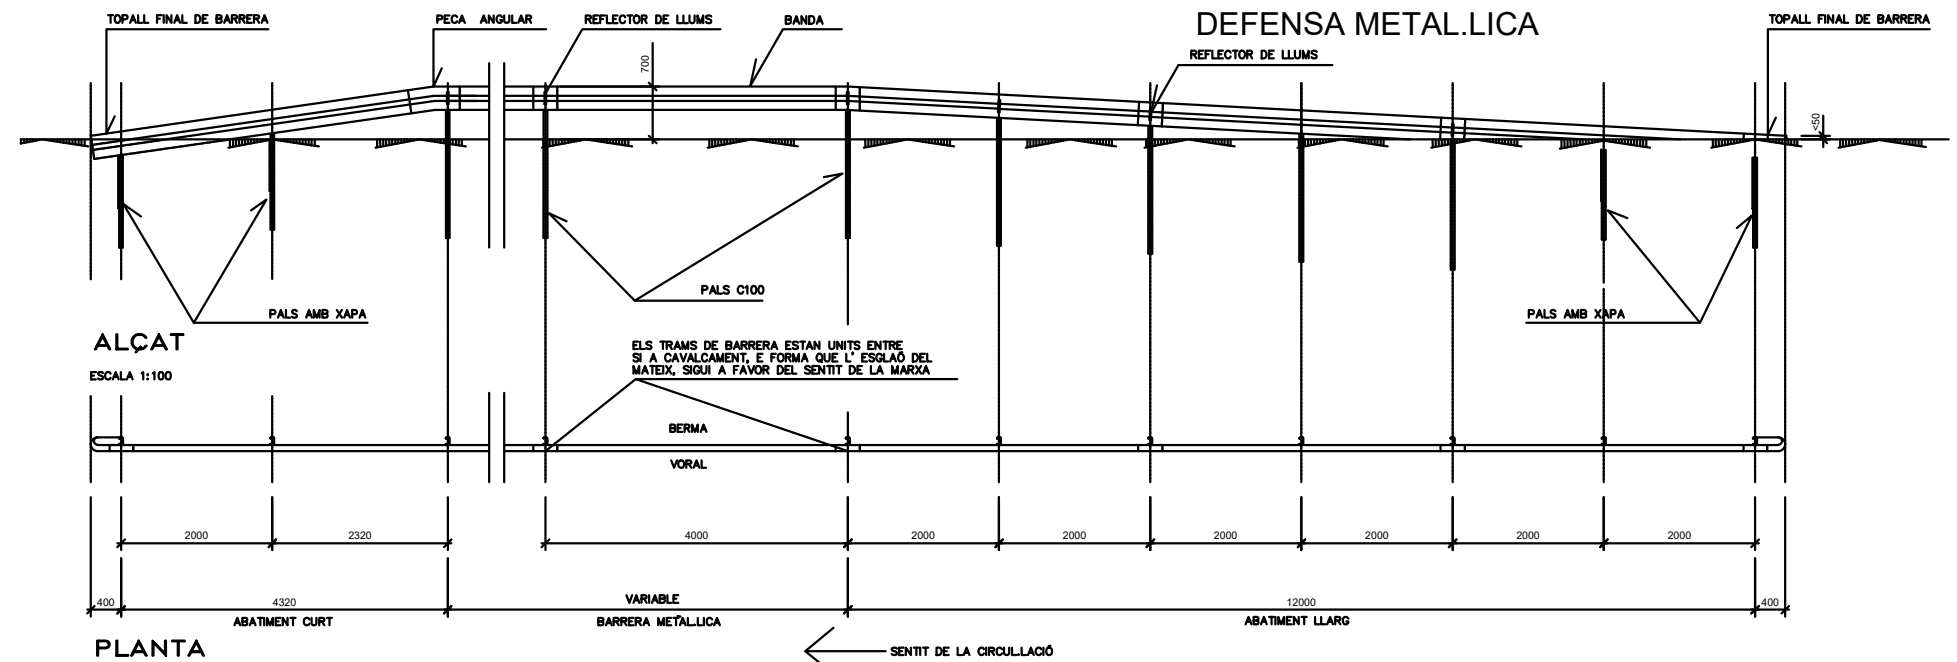 DEFENSA METAL.LICA
TOPALL FINAL DE BARRERA
PECA ANGULAR
REFLECTOR DE LLUMS
BANDA
TOPALL FINAL DE BARRERA
REFLECTOR DE LLUMS
700
<50
PALS C100
PALS AMB XAPA
PALS AMB XAPA
ALÇAT
ESCALA 1:100
ELS TRAMS DE BARRERA ESTAN UNITS ENTRE
SI A CAVALCAMENT, E FORMA QUE L' ESGLAÓ DEL
MATEIX, SIGUI A FAVOR DEL SENTIT DE LA MARXA
BERMA
VORAL
2000
2320
4000
2000
2000
2000
2000
2000
2000
400
4320
VARIABLE
12000
400
ABATIMENT CURT
BARRERA METAL.LICA
ABATIMENT LLARG
PLANTA
SENTIT DE LA CIRCUL.LACIÓ